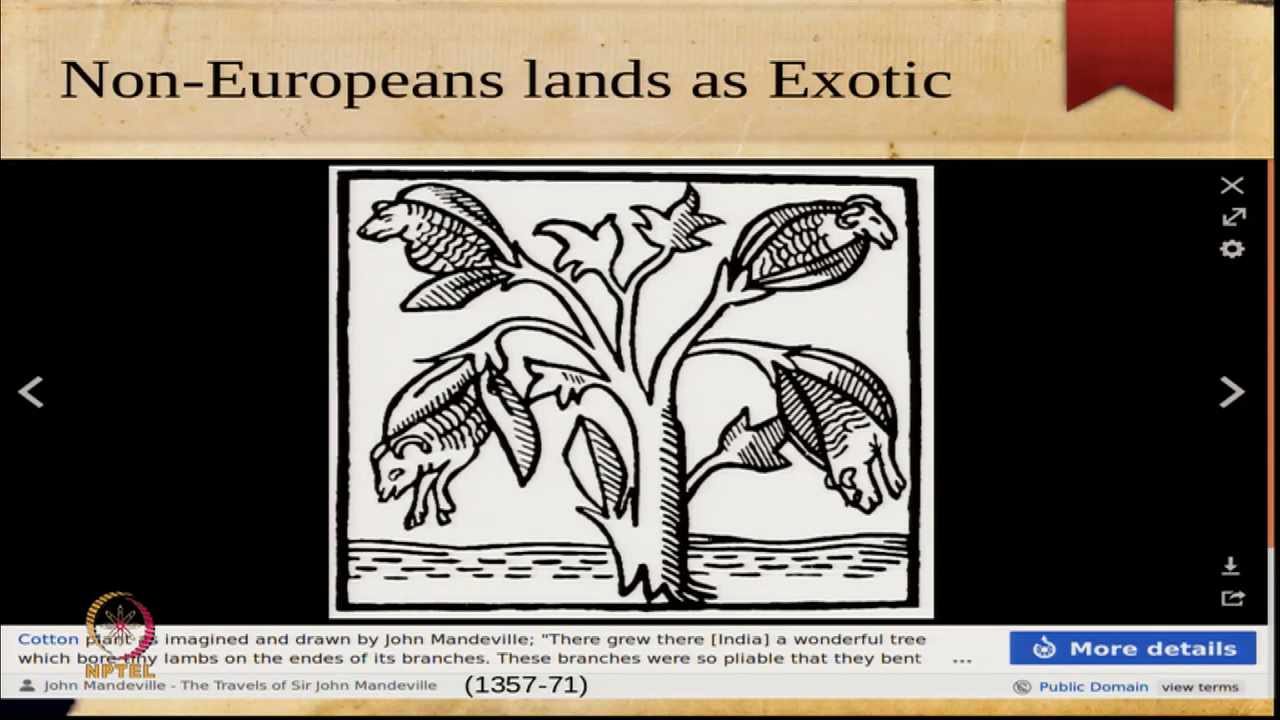 Non-Europeans lands as Exotic
Cotton plant as imagined and drawn by John Mandeville; "There grew there [India] a wonderful tree
which bore tiny lambs on the endes of its branches. These branches were so pliable that they bent ...
More details
John Mandeville - The Travels of Sir John Mandeville (1357-71)
Public Domain view terms
NPTEL